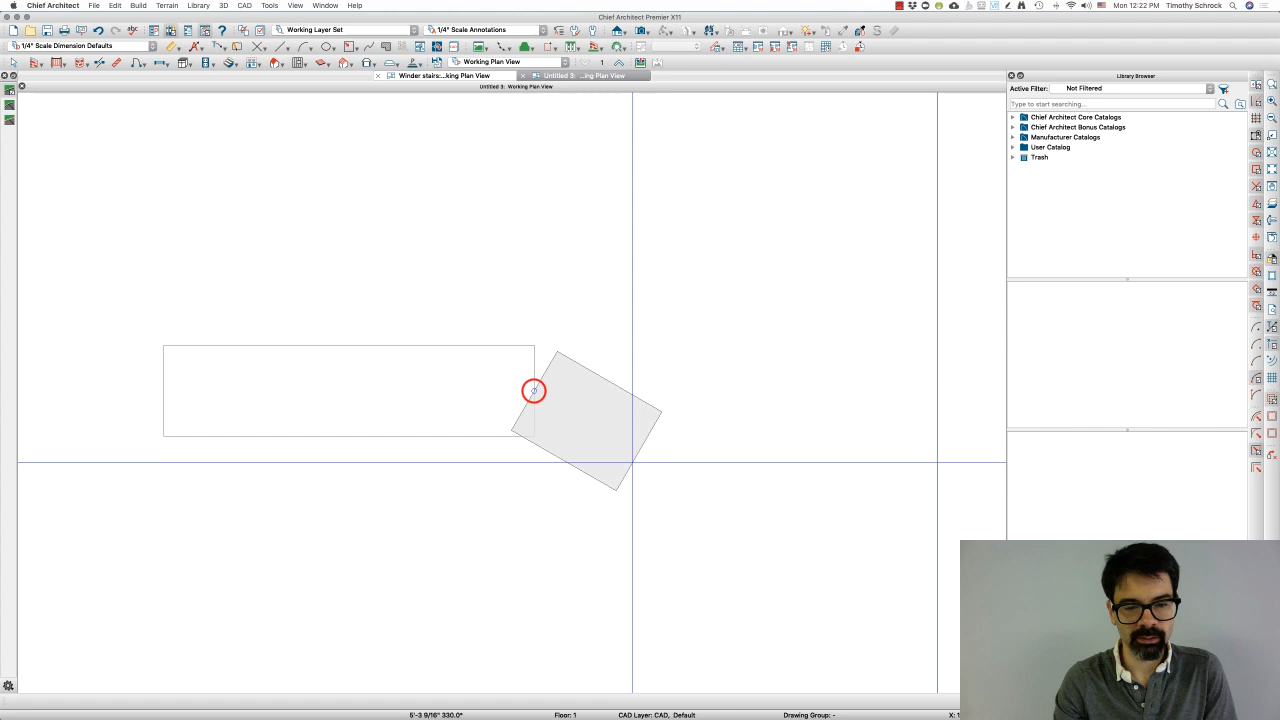 Chief Architect File Edit Build Terrain Library 3D CAD Tools View Window Help Mon 12:22 PM Timothy Schrock
Chief Architect Premier X11
Working Layer Set 1/4" Scale Annotations
1/4" Scale Dimension Defaults
Working Plan View 1
Winder stairs:...king Plan View Untitled 3: ...ing Plan View
Untitled 3: Working Plan View
Library Browser
Active Filter: Not Filtered
Type to start searching...
Chief Architect Core Catalogs
Chief Architect Bonus Catalogs
Manufacturer Catalogs
User Catalog
Trash
5'-3 9/16" 330.0° Floor: 1 CAD Layer: CAD, Default Drawing Group: - X: 1